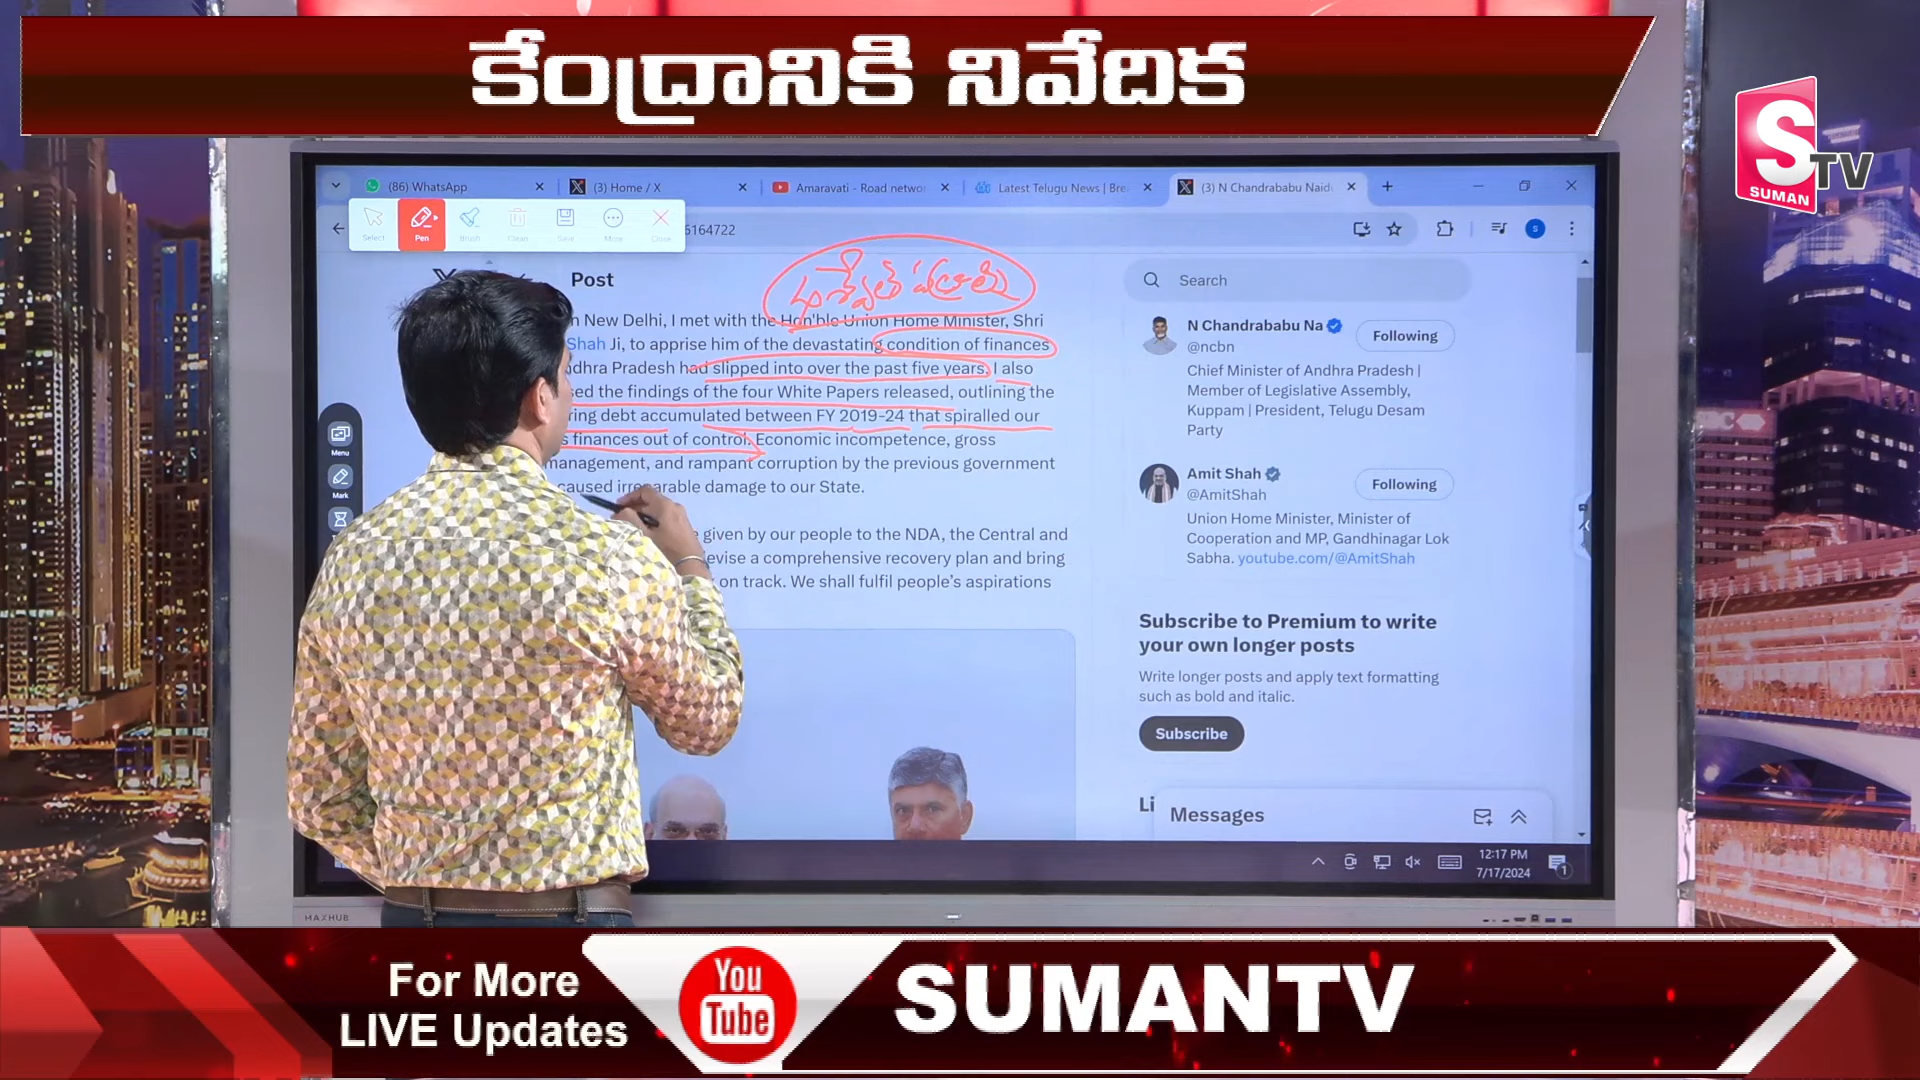 కేంద్రానికి నివేదిక
S
SUMAN
TV
(86) WhatsApp
(3) Home / X
Amaravati - Road networ
Latest Telugu News | Bre
(3) N Chandrababu Naid
Select
Pen
Brush
Clean
Save
More
Close
6164722
Post
Search
శ్వేత పత్రాలు
n New Delhi, I met with the Hon'ble Union Home Minister, Shri
Shah Ji, to apprise him of the devastating condition of finances
dhra Pradesh had slipped into over the past five years. I also
sed the findings of the four White Papers released, outlining the
ring debt accumulated between FY 2019-24 that spiralled our
s finances out of control. Economic incompetence, gross
management, and rampant corruption by the previous government
caused irreparable damage to our State.
given by our people to the NDA, the Central and
evise a comprehensive recovery plan and bring
on track. We shall fulfil people's aspirations
N Chandrababu Na
@ncbn
Following
Chief Minister of Andhra Pradesh |
Member of Legislative Assembly,
Kuppam | President, Telugu Desam
Party
Amit Shah
@AmitShah
Following
Union Home Minister, Minister of
Cooperation and MP, Gandhinagar Lok
Sabha. youtube.com/@AmitShah
Subscribe to Premium to write
your own longer posts
Write longer posts and apply text formatting
such as bold and italic.
Subscribe
Li
Messages
Menu
Mark
12:17 PM
7/17/2024
1
MAXHUB
For More
LIVE Updates
You
Tube
SUMANTV